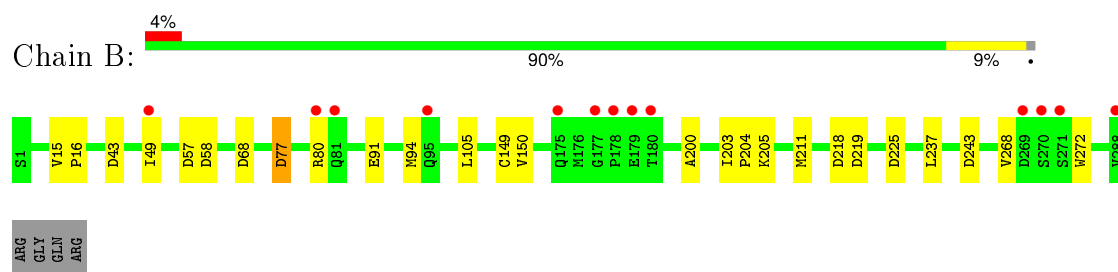 4%
Chain B:
90% 9%
S1 V15 P16 D43 I49 D57 D58 D68 D77 R80 Q81 E91 M94 Q95 L105 C149 V150 Q175 M176 G177 P178 E179 T180 A200 I203 P204 K205 M211 D218 D219 D225 L237 D243 V268 D269 S270 S271 W272
ARG GLY GLN ARG